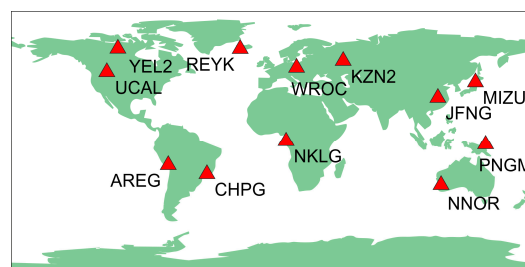 YEL2
REYK
UCAL
WROC
KZN2
JFNG
MIZU
NKLG
AREG
CHPG
PNGM
NNOR